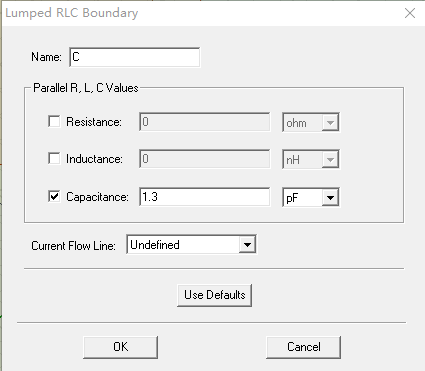 Lumped RLC Boundary
Name: C
Parallel R, L, C Values
Resistance: 0 ohm
Inductance: 0 nH
Capacitance: 1.3 pF
Current Flow Line: Undefined
Use Defaults
OK Cancel